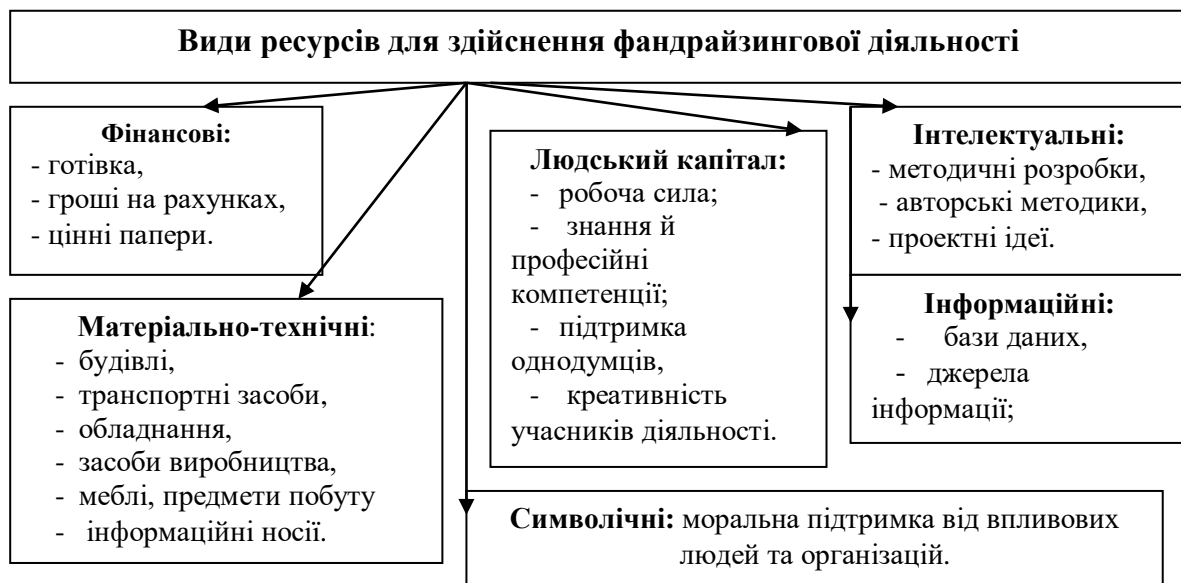 Види ресурсів для здійснення фандрайзингової діяльності
Фінансові:
- готівка,
- гроші на рахунках,
- цінні папери.
Матеріально-технічні:
- будівлі,
- транспортні засоби,
- обладнання,
- засоби виробництва,
- меблі, предмети побуту
- інформаційні носії.
Людський капітал:
- робоча сила;
- знання й
професійні
компетенції;
- підтримка
однодумців,
- креативність
учасників діяльності.
Інтелектуальні:
- методичні розробки,
- авторські методики,
- проектні ідеї.
Інформаційні:
- бази даних,
- джерела
інформації;
Символічні: моральна підтримка від впливових
людей та організацій.